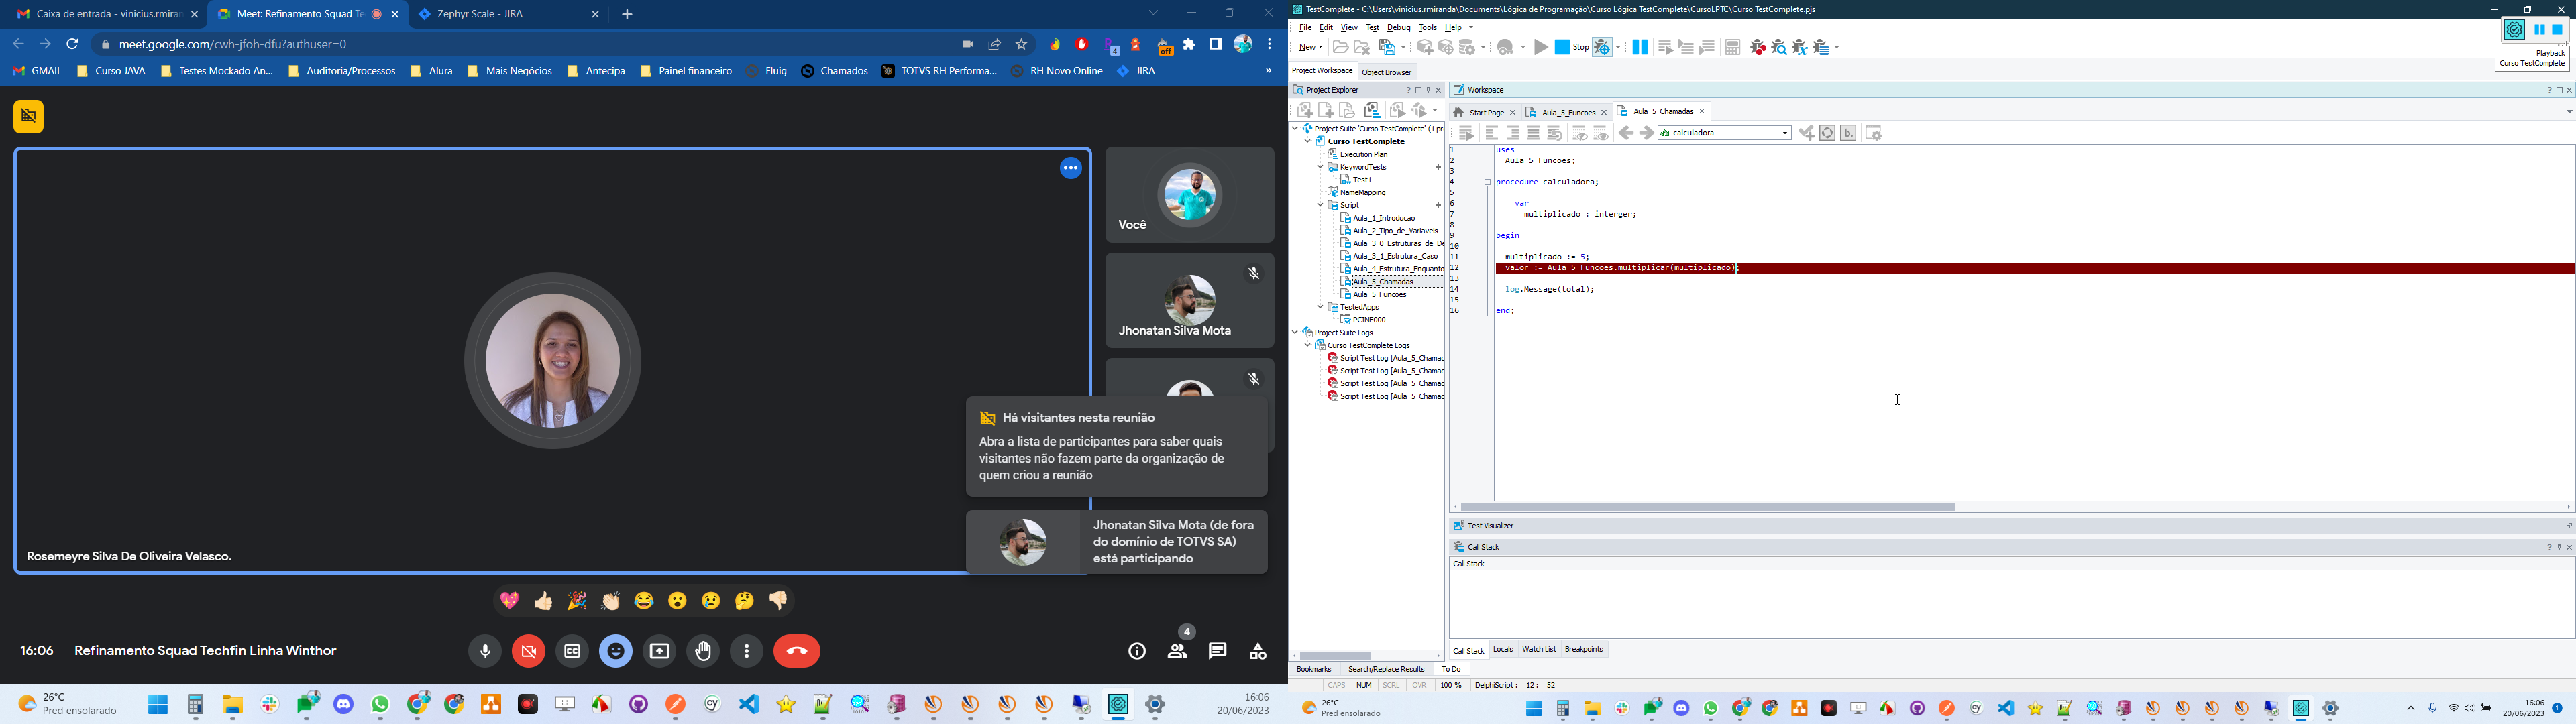 Caixa de entrada - vinicius.rmiran
Meet: Refinamento Squad Te
Zephyr Scale - JIRA
meet.google.com/cwh-jfoh-dfu?authuser=0
4
off
GMAIL
Curso JAVA
Testes Mockado An...
Auditoria/Processos
Alura
Mais Negócios
Antecipa
Painel financeiro
Fluig
Chamados
TOTVS RH Performa...
RH Novo Online
JIRA
»
Você
Jhonatan Silva Mota
Há visitantes nesta reunião
Abra a lista de participantes para saber quais
visitantes não fazem parte da organização de
quem criou a reunião
Jhonatan Silva Mota (de fora
do domínio de TOTVS SA)
está participando
Rosemeyre Silva De Oliveira Velasco.
16:06 | Refinamento Squad Techfin Linha Winthor
4
26°C
Pred ensolarado
16:06
20/06/2023
TestComplete - C:\Users\vinicius.rmiranda\Documents\Lógica de Programação\Curso Lógica TestComplete\CursoLPTC\Curso TestComplete.pjs
File Edit View Test Debug Tools Help
New
Stop
Playback
Curso TestComplete
Project Workspace
Object Browser
Project Explorer
Project Suite 'Curso TestComplete' (1 pr
Curso TestComplete
Execution Plan
KeywordTests
Test1
NameMapping
Script
Aula_1_Introducao
Aula_2_Tipo_de_Variaveis
Aula_3_0_Estruturas_de_De
Aula_3_1_Estrutura_Caso
Aula_4_Estrutura_Enquanto
Aula_5_Chamadas
Aula_5_Funcoes
TestedApps
PCINF000
Project Suite Logs
Curso TestComplete Logs
Script Test Log [Aula_5_Chamad
Script Test Log [Aula_5_Chamad
Script Test Log [Aula_5_Chamad
Script Test Log [Aula_5_Chamad
Bookmarks
Search/Replace Results
To Do
Workspace
Start Page
Aula_5_Funcoes
Aula_5_Chamadas
calculadora
1 uses
2 Aula_5_Funcoes;
3
4 procedure calculadora;
5
6 var
7 multiplicado : interger;
8
9 begin
10
11 multiplicado := 5;
12 valor := Aula_5_Funcoes.multiplicar(multiplicado);
13
14 log.Message(total);
15
16 end;
Test Visualizer
Call Stack
Call Stack
Call Stack
Locals
Watch List
Breakpoints
CAPS
NUM
SCRL
OVR
100 %
DelphiScript :
12 : 52
26°C
Pred ensolarado
16:06
20/06/2023
1